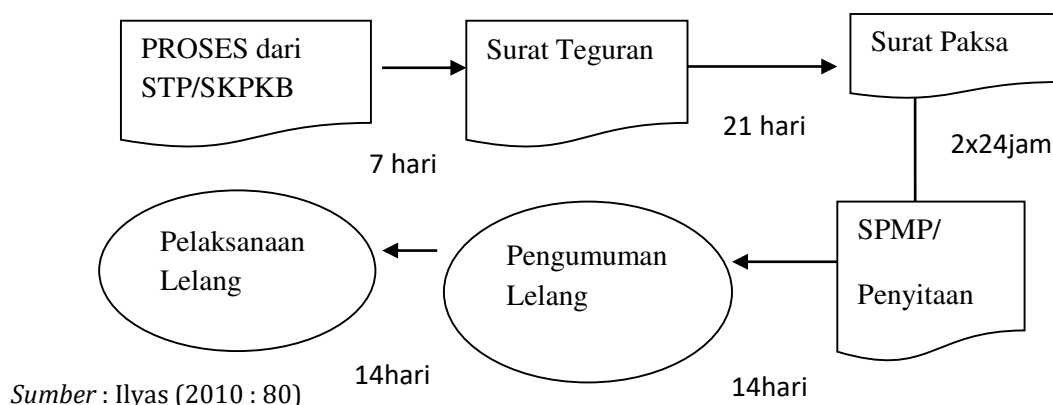 PROSES dari
STP/SKPKB
7 hari
Surat Teguran
21 hari
Surat Paksa
2x24jam
SPMP/
Penyitaan
14hari
Pengumuman
Lelang
14hari
Pelaksanaan
Lelang
Sumber : Ilyas (2010 : 80)